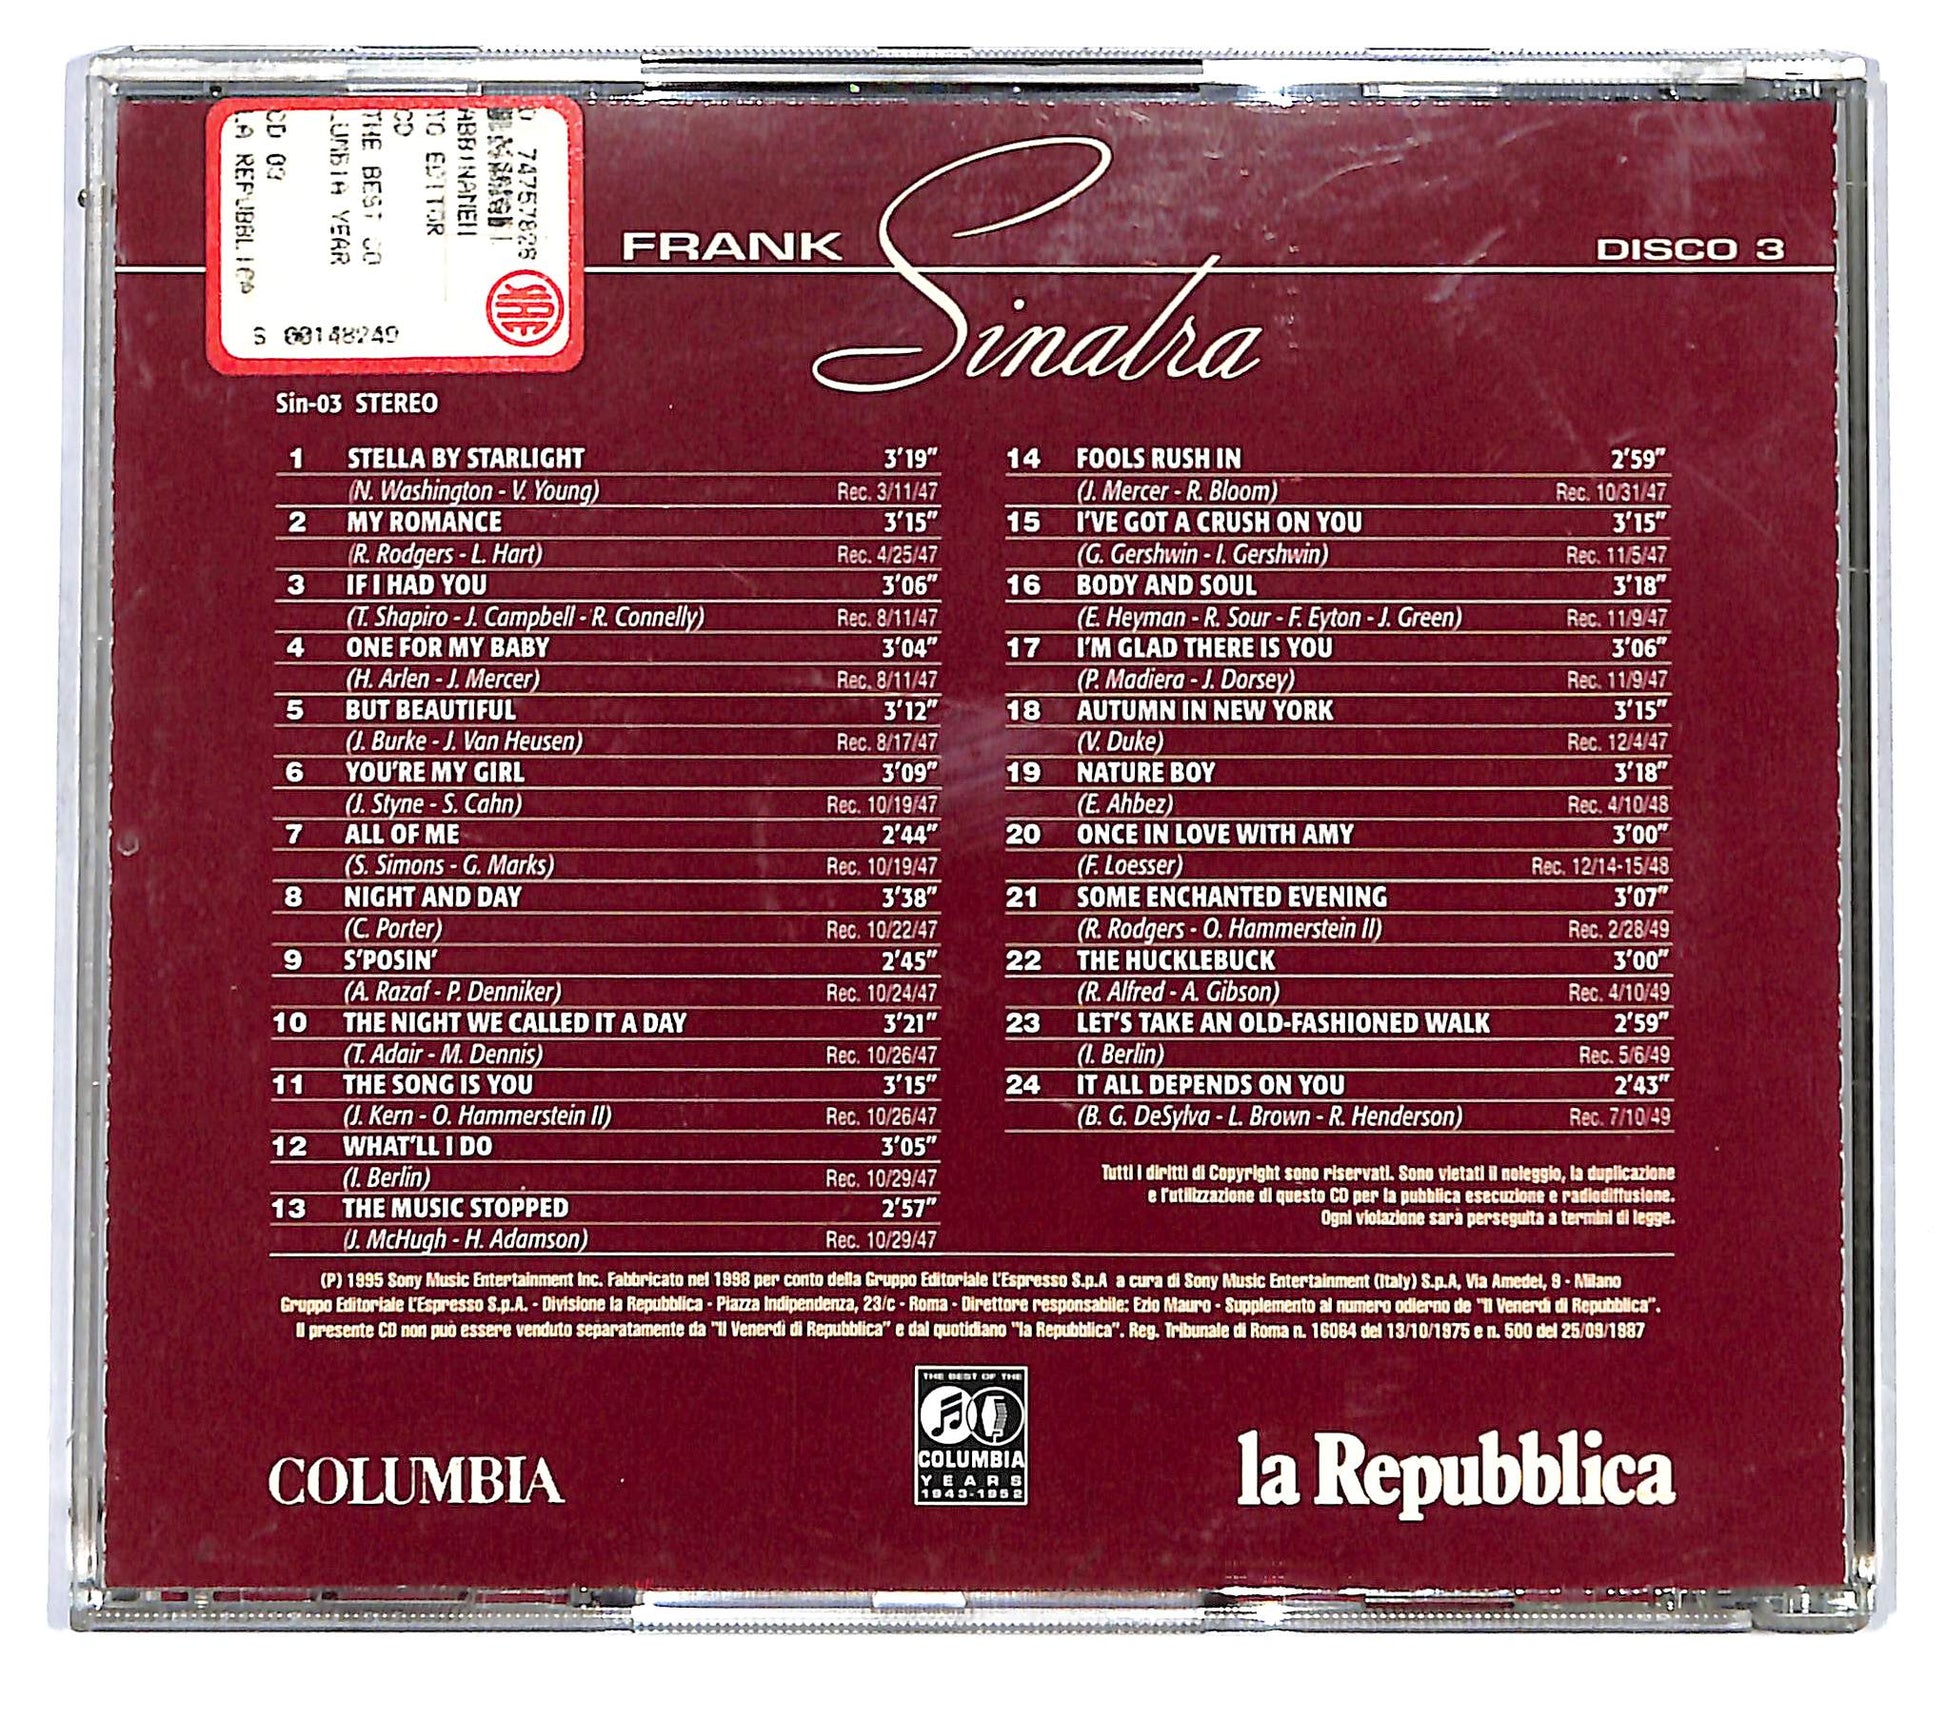 74757826
ABBINAMENTO EDITOR
CD
THE BEST CO
LUMBIA YEAR
CD 03
LA REPUBBLICA
SIAE
S 00148249
FRANK Sinatra
DISCO 3
Sin-03 STEREO
1 STELLA BY STARLIGHT 3'19"
(N. Washington - V. Young) Rec. 3/11/47
2 MY ROMANCE 3'15"
(R. Rodgers - L. Hart) Rec. 4/25/47
3 IF I HAD YOU 3'06"
(T. Shapiro - J. Campbell - R. Connelly) Rec. 8/11/47
4 ONE FOR MY BABY 3'04"
(H. Arlen - J. Mercer) Rec. 8/11/47
5 BUT BEAUTIFUL 3'12"
(J. Burke - J. Van Heusen) Rec. 8/17/47
6 YOU'RE MY GIRL 3'09"
(J. Styne - S. Cahn) Rec. 10/19/47
7 ALL OF ME 2'44"
(S. Simons - G. Marks) Rec. 10/19/47
8 NIGHT AND DAY 3'38"
(C. Porter) Rec. 10/22/47
9 S'POSIN' 2'45"
(A. Razaf - P. Denniker) Rec. 10/24/47
10 THE NIGHT WE CALLED IT A DAY 3'21"
(T. Adair - M. Dennis) Rec. 10/26/47
11 THE SONG IS YOU 3'15"
(J. Kern - O. Hammerstein II) Rec. 10/26/47
12 WHAT'LL I DO 3'05"
(I. Berlin) Rec. 10/29/47
13 THE MUSIC STOPPED 2'57"
(J. McHugh - H. Adamson) Rec. 10/29/47
14 FOOLS RUSH IN 2'59"
(J. Mercer - R. Bloom) Rec. 10/31/47
15 I'VE GOT A CRUSH ON YOU 3'15"
(G. Gershwin - I. Gershwin) Rec. 11/5/47
16 BODY AND SOUL 3'18"
(E. Heyman - R. Sour - F. Eyton - J. Green) Rec. 11/9/47
17 I'M GLAD THERE IS YOU 3'06"
(P. Madiera - J. Dorsey) Rec. 11/9/47
18 AUTUMN IN NEW YORK 3'15"
(V. Duke) Rec. 12/4/47
19 NATURE BOY 3'18"
(E. Ahbez) Rec. 4/10/48
20 ONCE IN LOVE WITH AMY 3'00"
(F. Loesser) Rec. 12/14-15/48
21 SOME ENCHANTED EVENING 3'07"
(R. Rodgers - O. Hammerstein II) Rec. 2/28/49
22 THE HUCKLEBUCK 3'00"
(R. Alfred - A. Gibson) Rec. 4/10/49
23 LET'S TAKE AN OLD-FASHIONED WALK 2'59"
(I. Berlin) Rec. 5/6/49
24 IT ALL DEPENDS ON YOU 2'43"
(B. G. DeSylva - L. Brown - R. Henderson) Rec. 7/10/49
Tutti i diritti di Copyright sono riservati. Sono vietati il noleggio, la duplicazione
e l'utilizzazione di questo CD per la pubblica esecuzione e radiodiffusione.
Ogni violazione sarà perseguita a termini di legge.
(P) 1995 Sony Music Entertainment Inc. Fabbricato nel 1998 per conto della Gruppo Editoriale L'Espresso S.p.A a cura di Sony Music Entertainment (Italy) S.p.A, Via Amedei, 9 - Milano
Gruppo Editoriale L'Espresso S.p.A. - Divisione la Repubblica - Piazza Indipendenza, 23/c - Roma - Direttore responsabile: Ezio Mauro - Supplemento al numero odierno de "Il Venerdì di Repubblica".
Il presente CD non può essere venduto separatamente da "Il Venerdì di Repubblica" e dal quotidiano "la Repubblica". Reg. Tribunale di Roma n. 16064 del 13/10/1975 e n. 500 del 25/09/1987
COLUMBIA
THE BEST OF THE
COLUMBIA
YEARS
1943-1952
la Repubblica